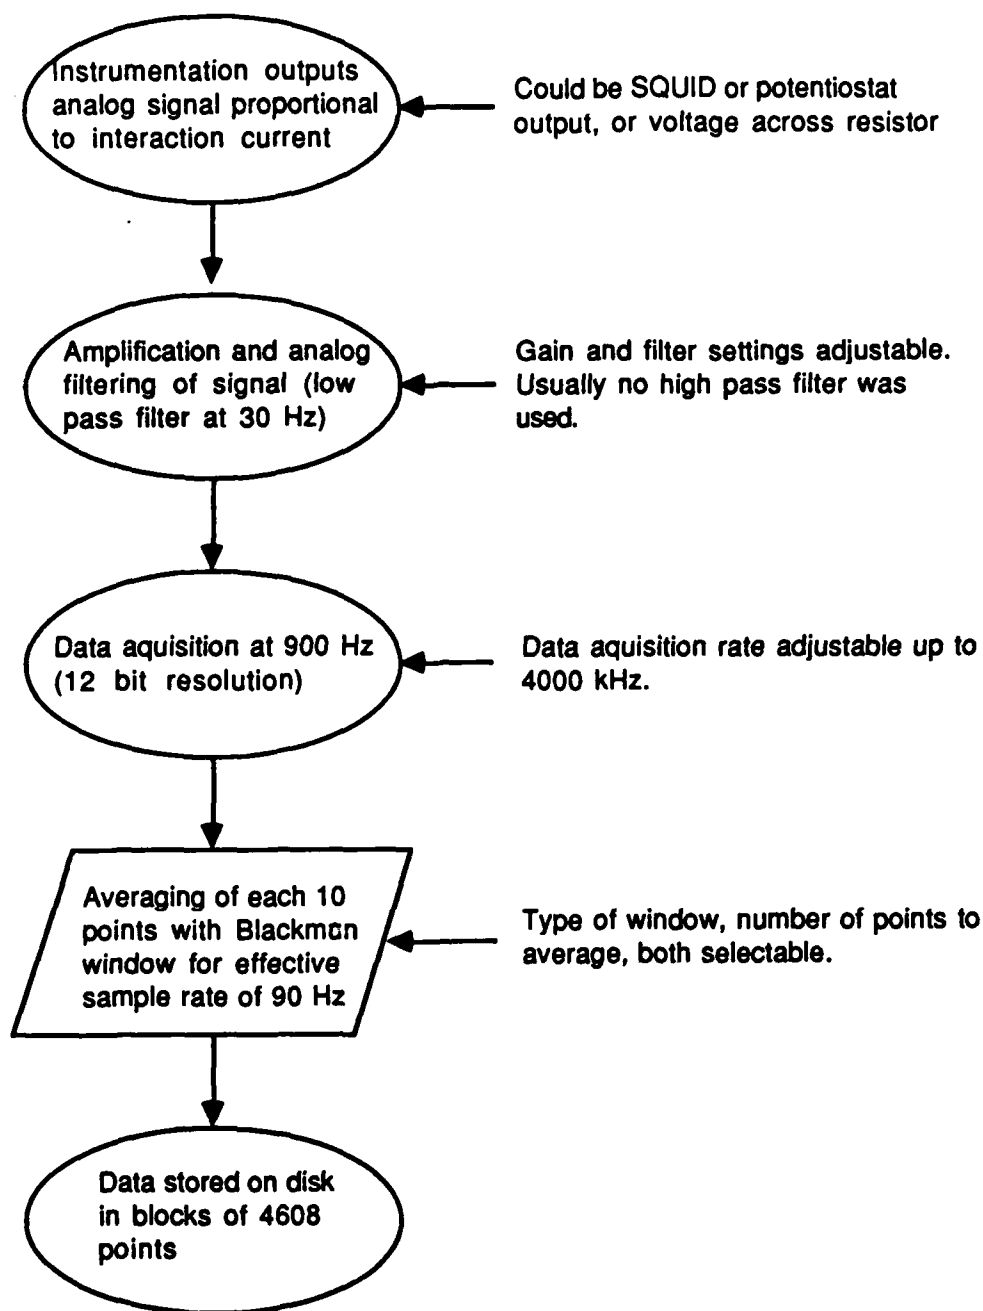 Instrumentation outputs
analog signal proportional
to interaction current
Could be SQUID or potentiostat
output, or voltage across resistor
Amplification and analog
filtering of signal (low
pass filter at 30 Hz)
Gain and filter settings adjustable.
Usually no high pass filter was
used.
Data aquisition at 900 Hz
(12 bit resolution)
Data aquisition rate adjustable up to
4000 kHz.
Averaging of each 10
points with Blackman
window for effective
sample rate of 90 Hz
Type of window, number of points to
average, both selectable.
Data stored on disk
in blocks of 4608
points